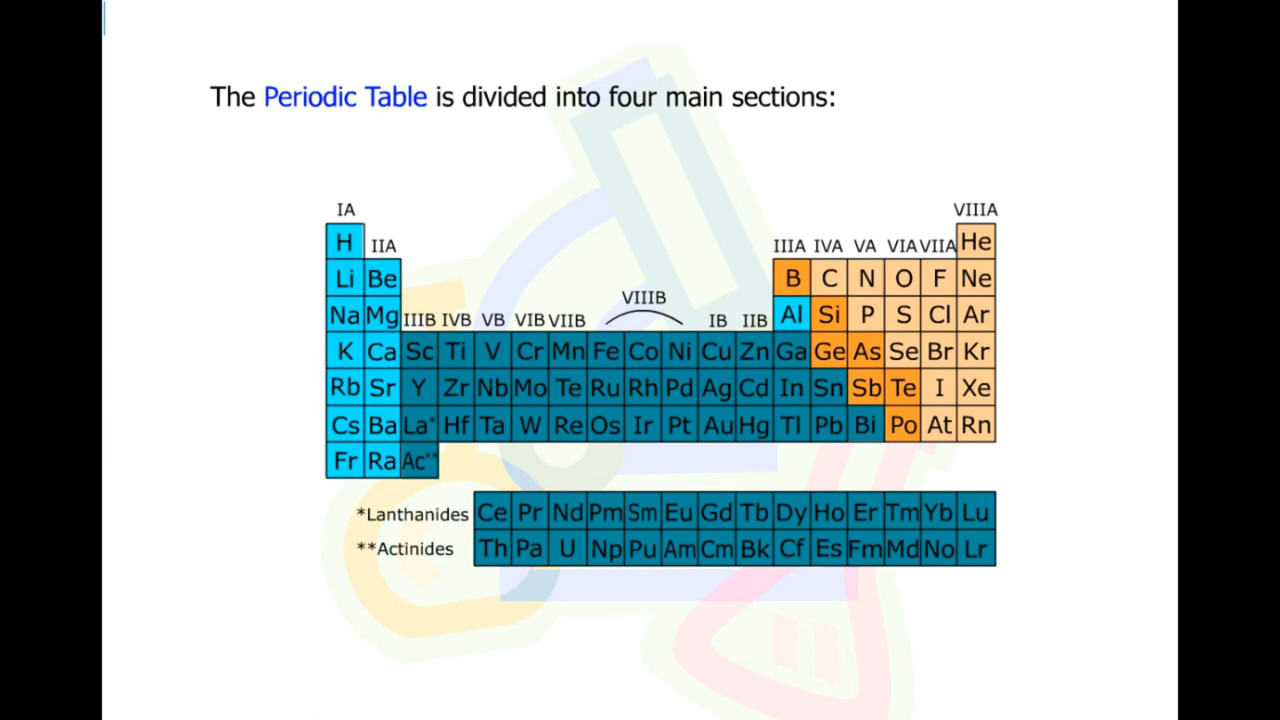 The Periodic Table is divided into four main sections:
IA VIIIA
H IIA IIIA IVA VA VIA VIIA He
Li Be B C N O F Ne
VIIIB
Na Mg IIIB IVB VB VIB VIIB IB IIB Al Si P S Cl Ar
K Ca Sc Ti V Cr Mn Fe Co Ni Cu Zn Ga Ge As Se Br Kr
Rb Sr Y Zr Nb Mo Te Ru Rh Pd Ag Cd In Sn Sb Te I Xe
Cs Ba La* Hf Ta W Re Os Ir Pt Au Hg Tl Pb Bi Po At Rn
Fr Ra Ac**
*Lanthanides Ce Pr Nd Pm Sm Eu Gd Tb Dy Ho Er Tm Yb Lu
**Actinides Th Pa U Np Pu Am Cm Bk Cf Es Fm Md No Lr